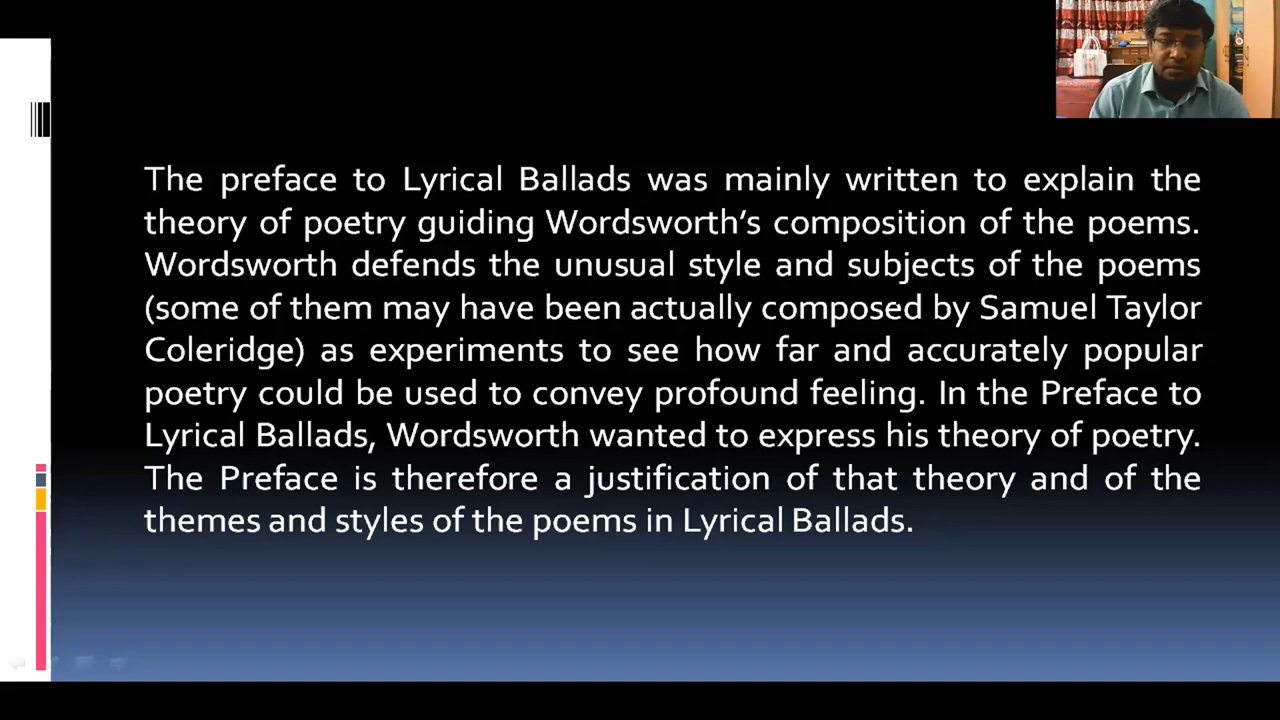 The preface to Lyrical Ballads was mainly written to explain the
theory of poetry guiding Wordsworth’s composition of the poems.
Wordsworth defends the unusual style and subjects of the poems
(some of them may have been actually composed by Samuel Taylor
Coleridge) as experiments to see how far and accurately popular
poetry could be used to convey profound feeling. In the Preface to
Lyrical Ballads, Wordsworth wanted to express his theory of poetry.
The Preface is therefore a justification of that theory and of the
themes and styles of the poems in Lyrical Ballads.